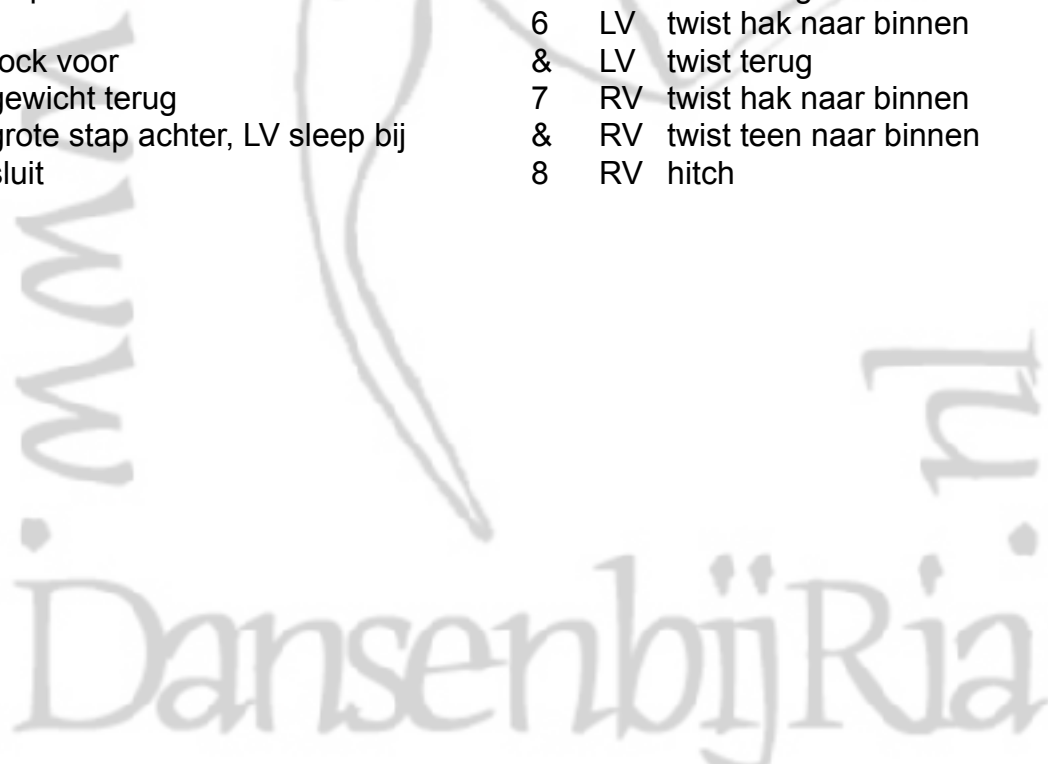 6 LV twist hak naar binnen
ock voor
& LV twist terug
gewicht terug
7 RV twist hak naar binnen
grote stap achter, LV sleep bij
& RV twist teen naar binnen
sluit
8 RV hitch
www.
.nl
DansenbijRia